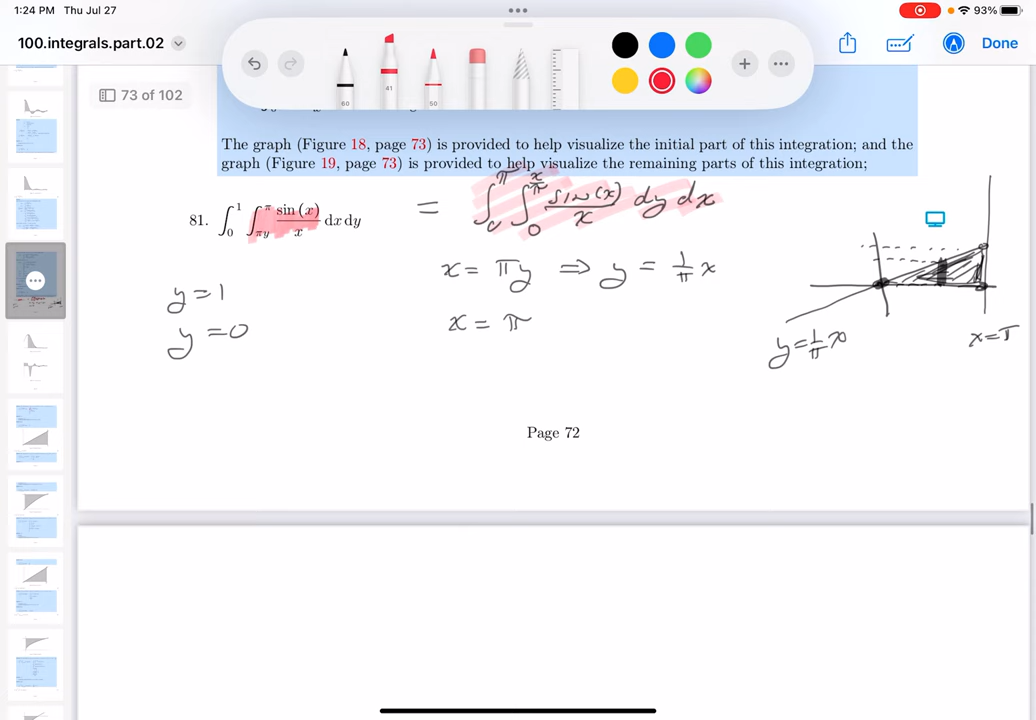 1:24 PM Thu Jul 27
93%
100.integrals.part.02
Done
60
41
50
73 of 102
The graph (Figure 18, page 73) is provided to help visualize the initial part of this integration; and the
graph (Figure 19, page 73) is provided to help visualize the remaining parts of this integration;
81. ∫₀¹ ∫_{πy}^{π} sin (x)/x dx dy = ∫₀^π ∫₀^{x/π} sin(x)/x dy dx
x = πy ⇒ y = 1/π x
y = 1
x = π
y = 0
y = 1/π x
x = π
Page 72